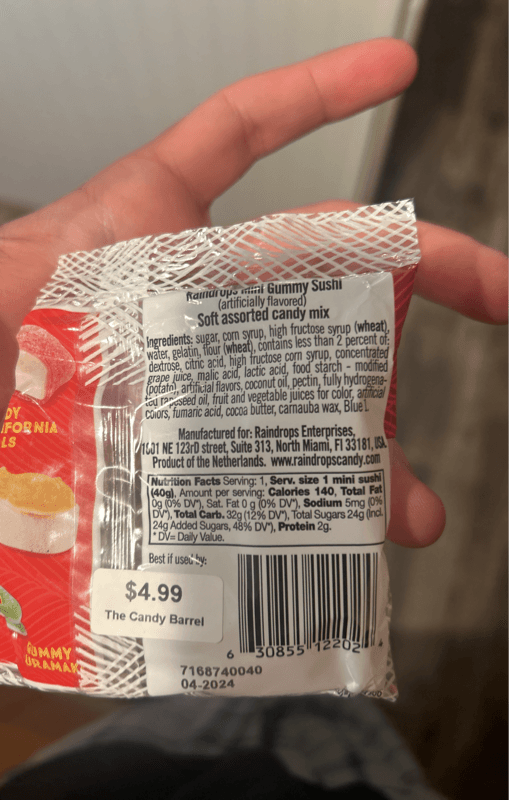 Raindrops mini Gummy Sushi
(artificially flavored)
Soft assorted candy mix
Ingredients: sugar, corn syrup, high fructose syrup (wheat),
water, gelatin, flour (wheat), contains less than 2 percent of:
dextrose, citric acid, high fructose corn syrup, concentrated
grape juice, malic acid, lactic acid, food starch - modified
(potato), artificial flavors, coconut oil, pectin, fully hydrogena-
ted rapeseed oil, fruit and vegetable juices for color, artificial
colors, fumaric acid, cocoa butter, carnauba wax, Blue1.
Manufactured for: Raindrops Enterprises,
NE 123rD street, Suite 313, North Miami, Fl 33181, USA
Product of the Netherlands. www.raindropscandy.com
Nutrition Facts Serving: 1, Serv. size 1 mini sushi
(40g), Amount per serving: Calories 140, Total Fat
0g (0% DV*), Sat. Fat 0 g (0% DV*), Sodium 5mg (0%
DV*), Total Carb. 32g (12% DV*), Total Sugars 24g (Incl.
24g Added Sugars, 48% DV*), Protein 2g.
*DV= Daily Value.
Best if used by:
$4.99
The Candy Barrel
6 30855 12202
7168740040
04-2024
DY
IFORNIA
LS
GUMMY
URAMAK